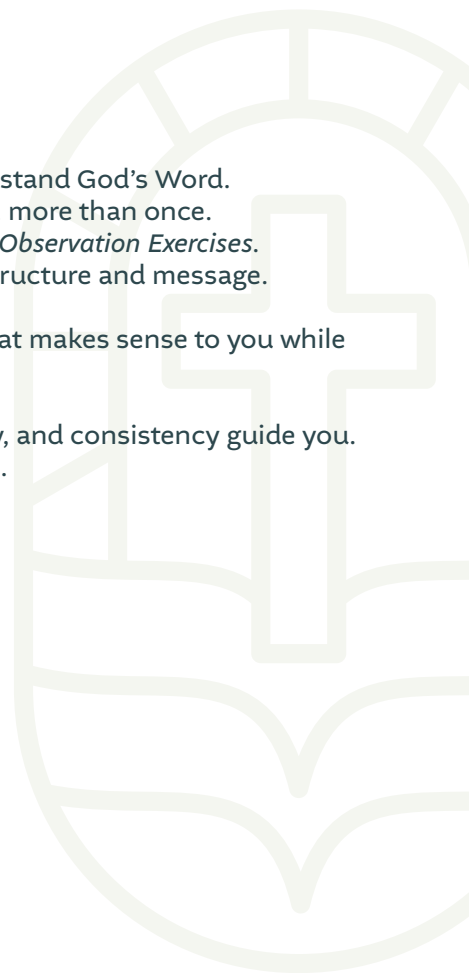 stand God’s Word.
more than once.
Observation Exercises.
ructure and message.
at makes sense to you while
, and consistency guide you.
.